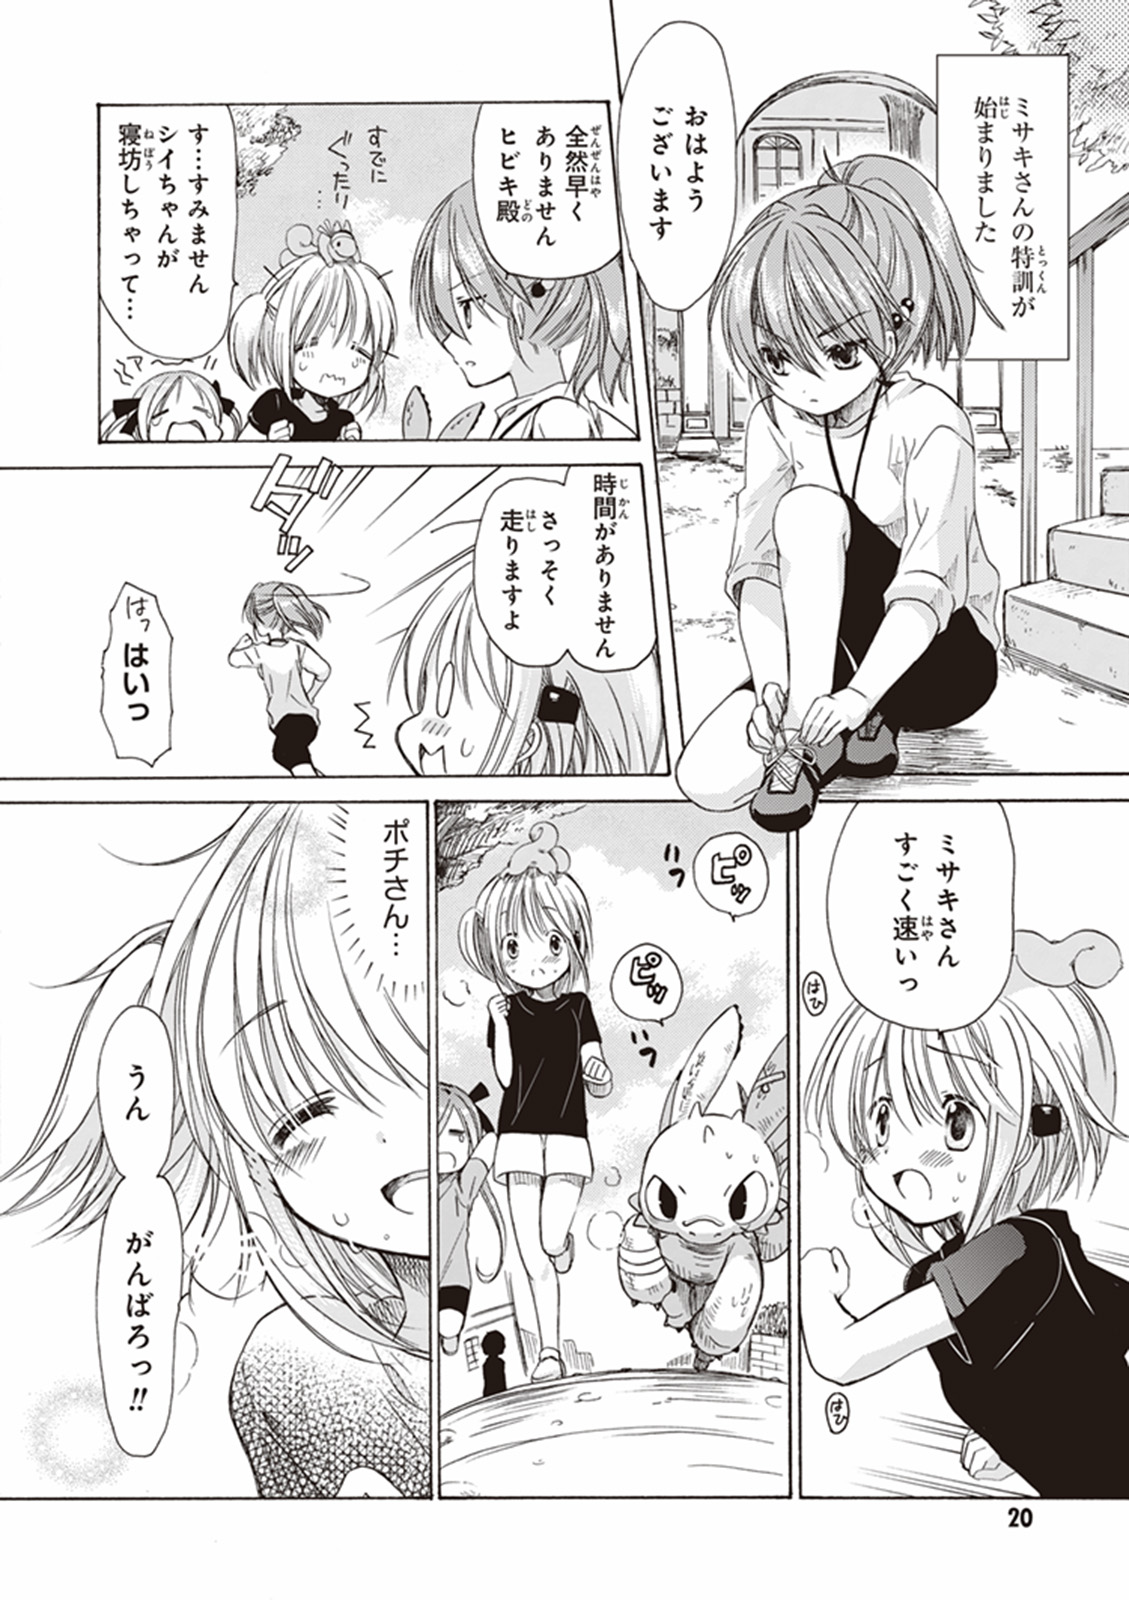 ミサキさんの特訓が
始まりました
おはよう
ございます
全然早く
ありません
ヒビキ殿
すでに
ぐったり…
す…すみません
シイちゃんが
寝坊しちゃって…
時間がありません
さっそく
走りますよ
ダッ
はっ
はいっ
ミサキさん
すごく速いっ
はひ
はひ
ピッ
ピッ
ポチさん…
うん
がんばろっ!!
20